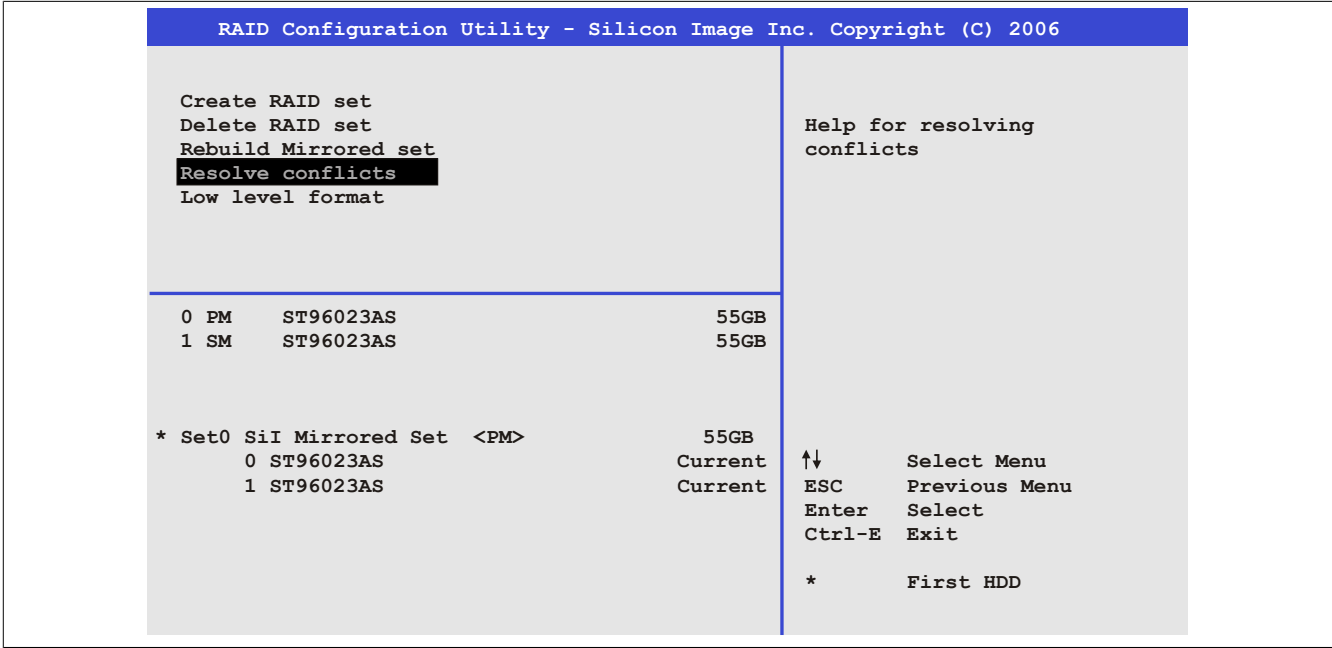 RAID Configuration Utility - Silicon Image Inc. Copyright (C) 2006
Create RAID set
Delete RAID set
Rebuild Mirrored set
Resolve conflicts
Low level format
Help for resolving
conflicts
0 PM ST96023AS 55GB
1 SM ST96023AS 55GB
* Set0 SiI Mirrored Set <PM> 55GB
0 ST96023AS Current
1 ST96023AS Current
↑↓ Select Menu
ESC Previous Menu
Enter Select
Ctrl-E Exit
* First HDD